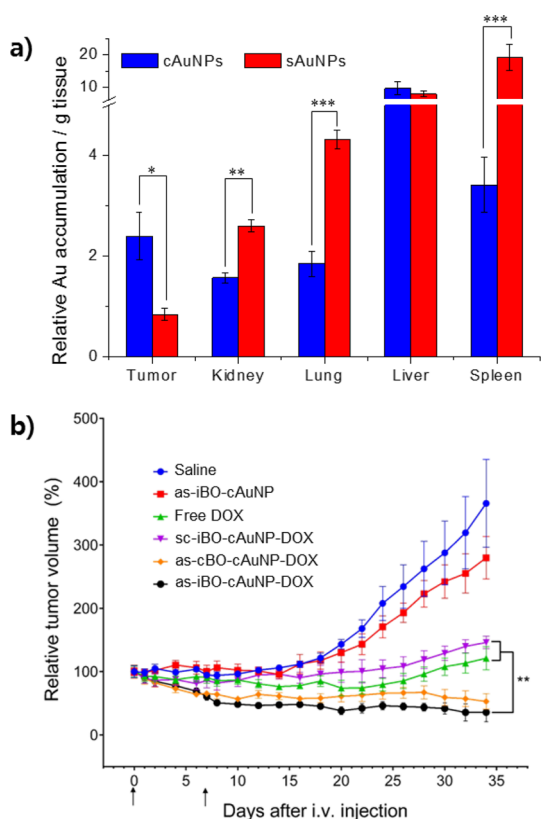 a)
cAuNPs sAuNPs
Relative Au accumulation / g tissue
20
10
4
2
0
*
**
***
***
Tumor Kidney Lung Liver Spleen
b)
Relative tumor volume (%)
500
400
300
200
100
0
Saline
as-iBO-cAuNP
Free DOX
sc-iBO-cAuNP-DOX
as-cBO-cAuNP-DOX
as-iBO-cAuNP-DOX
**
0 5 10 15 20 25 30 35
Days after i.v. injection